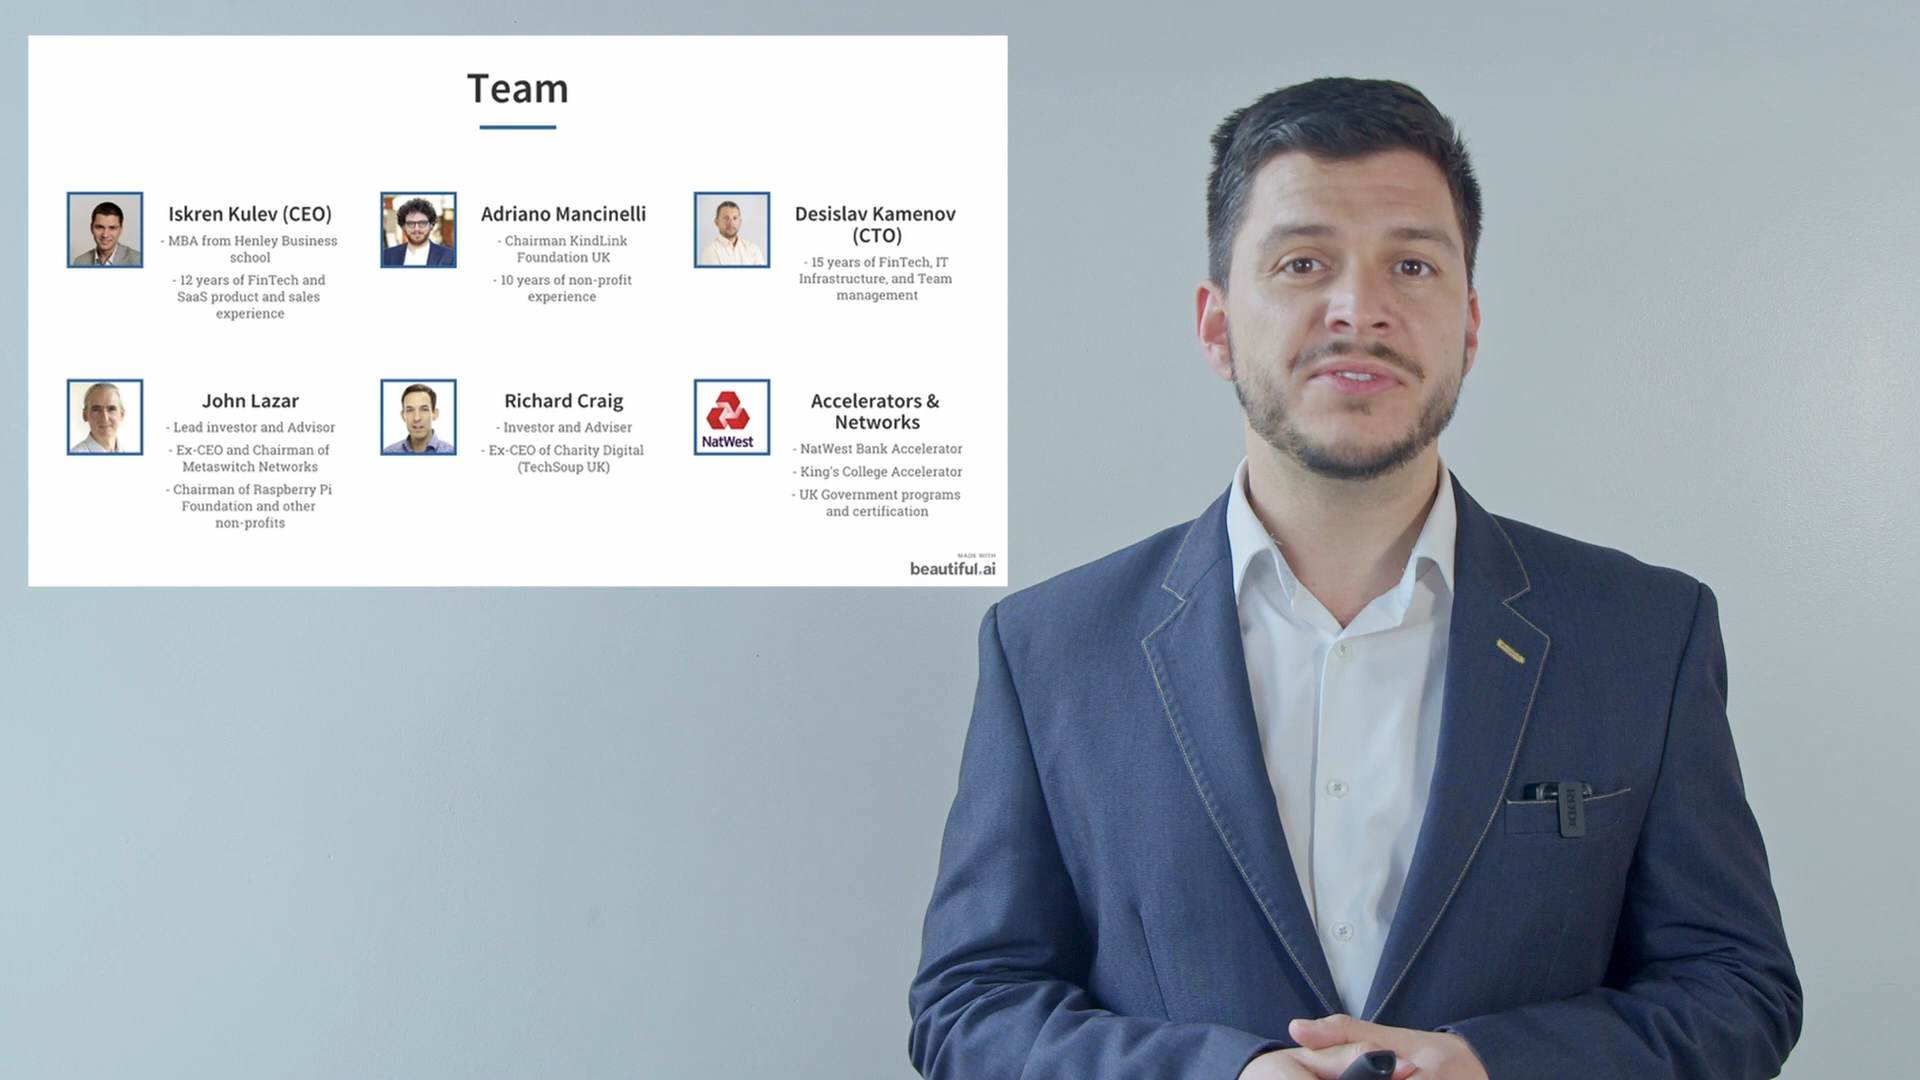 Team
Iskren Kulev (CEO)
- MBA from Henley Business
school
- 12 years of FinTech and
SaaS product and sales
experience
Adriano Mancinelli
- Chairman KindLink
Foundation UK
- 10 years of non-profit
experience
Desislav Kamenov
(CTO)
- 15 years of FinTech, IT
Infrastructure, and Team
management
John Lazar
- Lead investor and Advisor
- Ex-CEO and Chairman of
Metaswitch Networks
- Chairman of Raspberry Pi
Foundation and other
non-profits
Richard Craig
- Investor and Adviser
- Ex-CEO of Charity Digital
(TechSoup UK)
NatWest
Accelerators &
Networks
- NatWest Bank Accelerator
- King's College Accelerator
- UK Government programs
and certification
MADE WITH
beautiful.ai
RODE